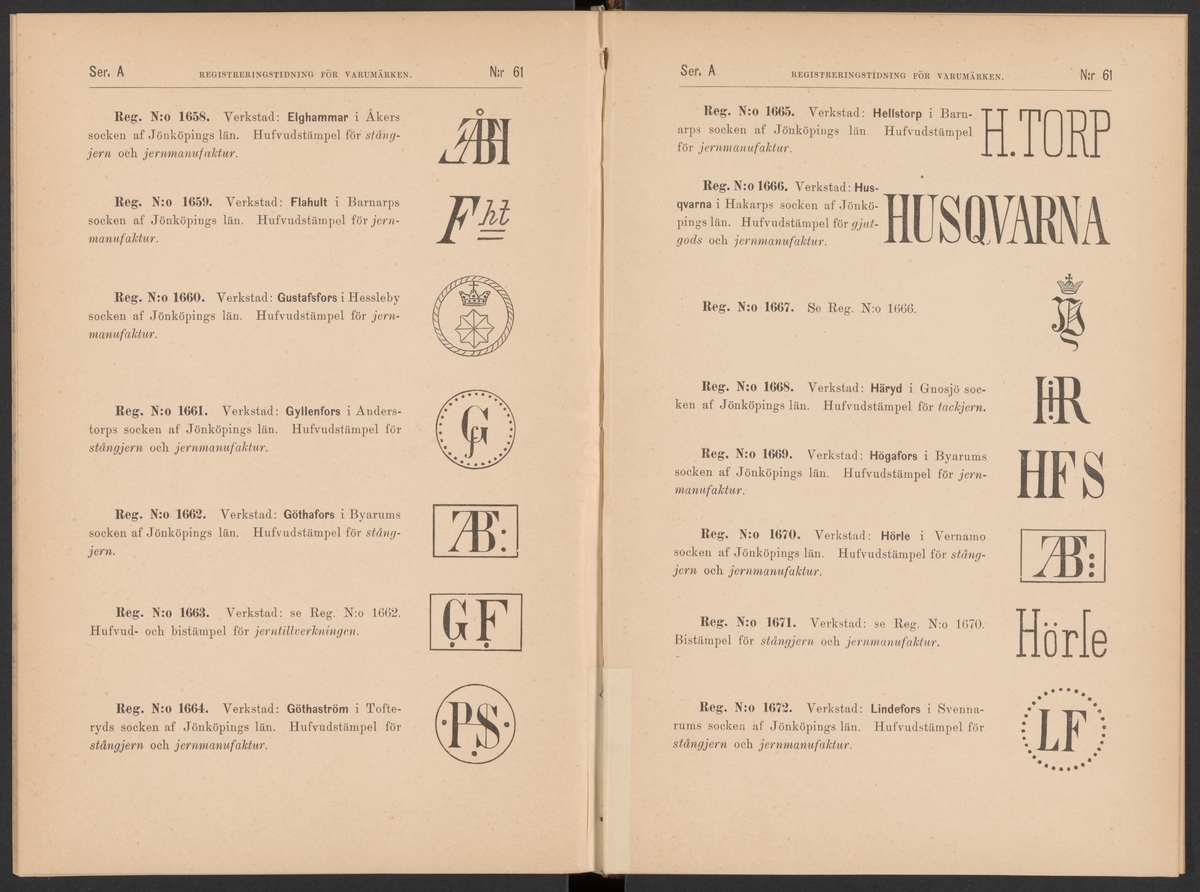 Ser. A REGISTRERINGSTIDNING FÖR VARUMÄRKEN. N:r 61
Reg. N:o 1658. Verkstad: Elghammar i Åkers
socken af Jönköpings län. Hufvudstämpel för stång-
jern och jernmanufaktur.
Reg. N:o 1659. Verkstad: Flahult i Barnarps
socken af Jönköpings län. Hufvudstämpel för jern-
manufaktur.
F ht
Reg. N:o 1660. Verkstad: Gustafsfors i Hessleby
socken af Jönköpings län. Hufvudstämpel för jern-
manufaktur.
Reg. N:o 1661. Verkstad: Gyllenfors i Anders-
torps socken af Jönköpings län. Hufvudstämpel för
stångjern och jernmanufaktur.
Gf
Reg. N:o 1662. Verkstad: Göthafors i Byarums
socken af Jönköpings län. Hufvudstämpel för stång-
jern.
Reg. N:o 1663. Verkstad: se Reg. N:o 1662.
Hufvud- och bistämpel för jerntillverkningen.
G F
Reg. N:o 1664. Verkstad: Göthaström i Tofte-
ryds socken af Jönköpings län. Hufvudstämpel för
stångjern och jernmanufaktur.
·P.S·
Ser. A REGISTRERINGSTIDNING FÖR VARUMÄRKEN. N:r 61
Reg. N:o 1665. Verkstad: Hellstorp i Barn-
arps socken af Jönköpings län. Hufvudstämpel
för jernmanufaktur.
H.TORP
Reg. N:o 1666. Verkstad: Hus-
qvarna i Hakarps socken af Jönkö-
pings län. Hufvudstämpel för gjut-
gods och jernmanufaktur.
HUSQVARNA
Reg. N:o 1667. Se Reg. N:o 1666.
Reg. N:o 1668. Verkstad: Häryd i Gnosjö soc-
ken af Jönköpings län. Hufvudstämpel för tackjern.
Reg. N:o 1669. Verkstad: Högafors i Byarums
socken af Jönköpings län. Hufvudstämpel för jern-
manufaktur.
HFS
Reg. N:o 1670. Verkstad: Hörle i Vernamo
socken af Jönköpings län. Hufvudstämpel för stång-
jern och jernmanufaktur.
Reg. N:o 1671. Verkstad: se Reg. N:o 1670.
Bistämpel för stångjern och jernmanufaktur.
Hörle
Reg. N:o 1672. Verkstad: Lindefors i Svenna-
rums socken af Jönköpings län. Hufvudstämpel för
stångjern och jernmanufaktur.
LF